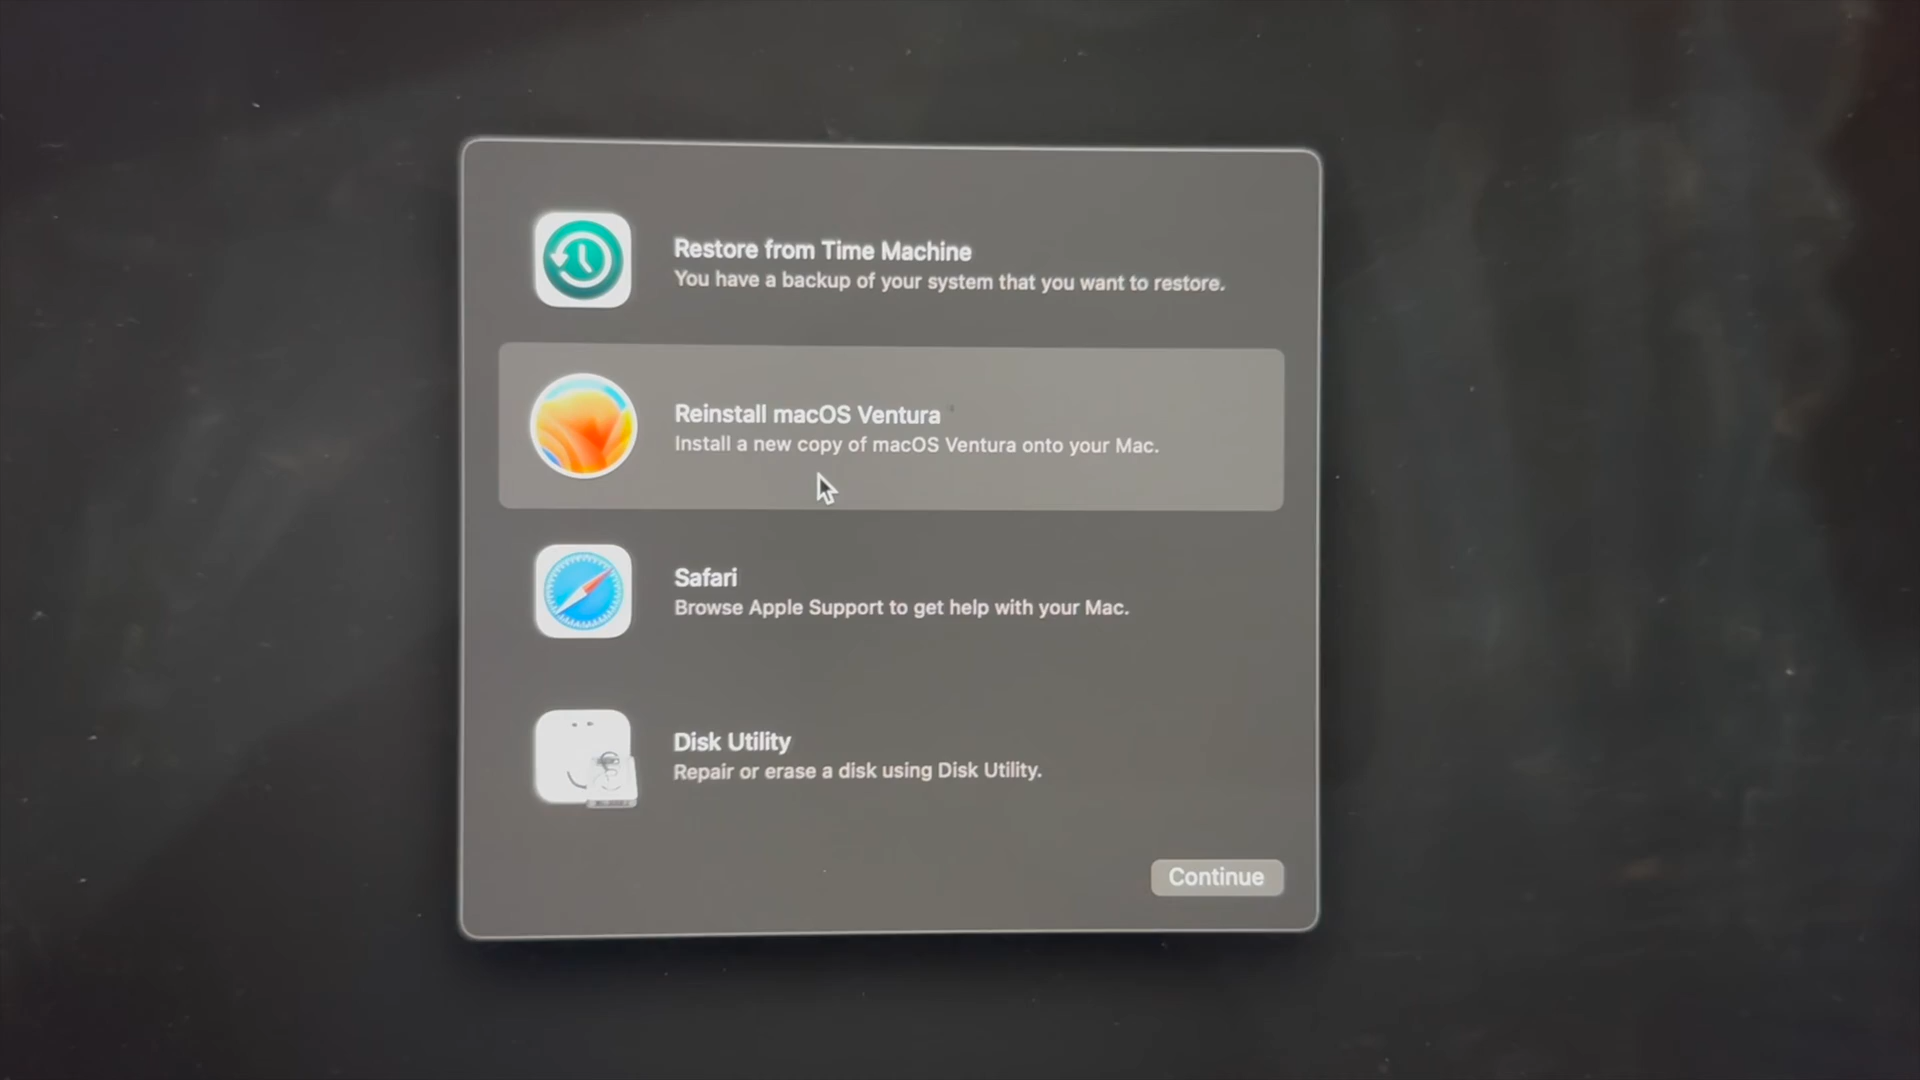 Restore from Time Machine
You have a backup of your system that you want to restore.
Reinstall macOS Ventura
Install a new copy of macOS Ventura onto your Mac.
Safari
Browse Apple Support to get help with your Mac.
Disk Utility
Repair or erase a disk using Disk Utility.
Continue